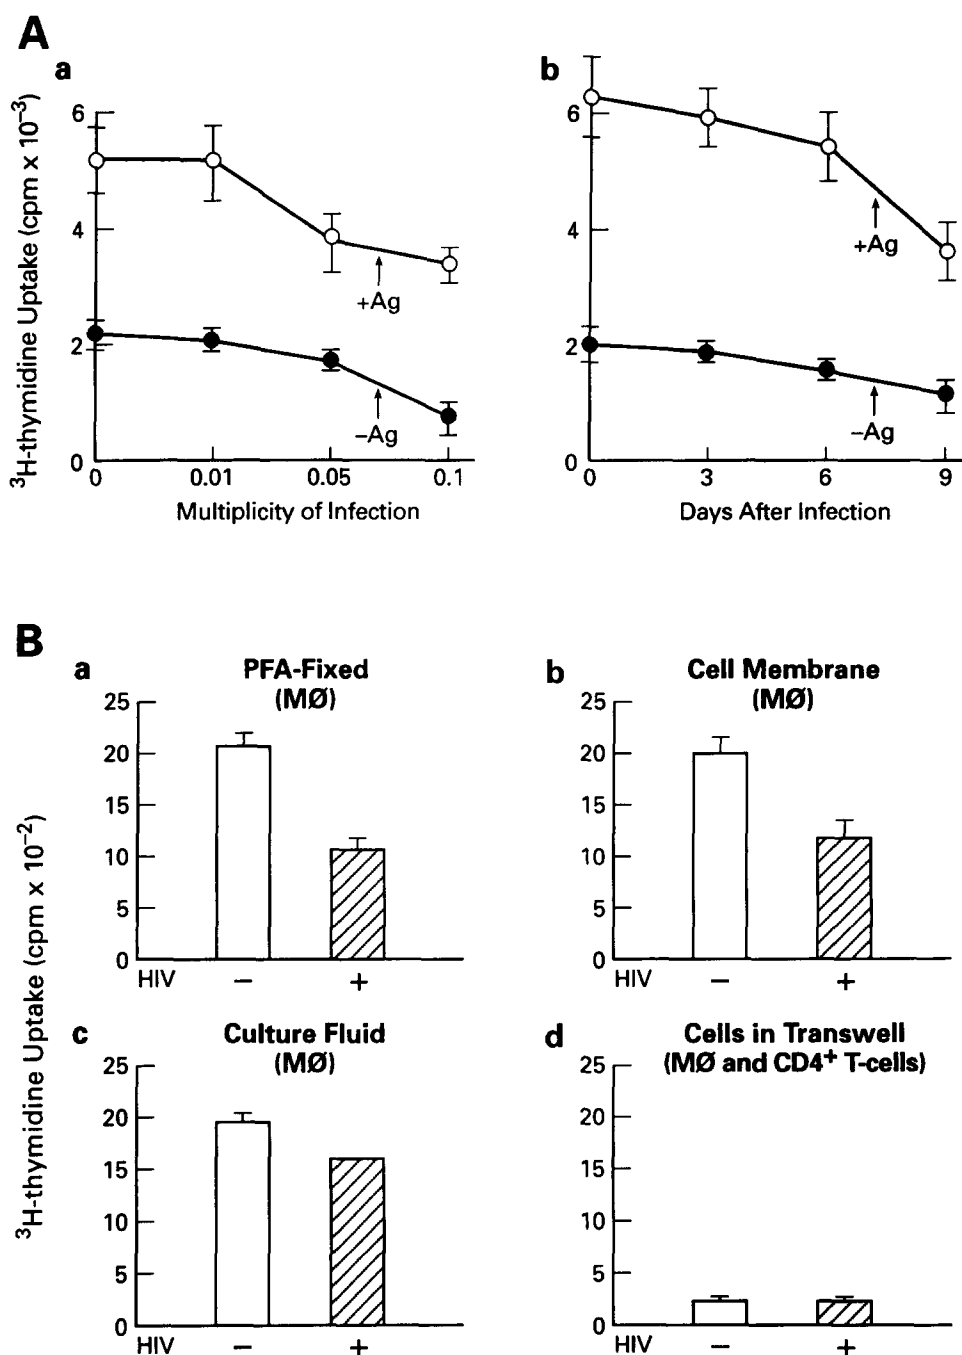 A
a
³H-thymidine Uptake (cpm x 10⁻³)
6
4
2
0
+Ag
–Ag
0 0.01 0.05 0.1
Multiplicity of Infection
b
6
4
2
0
+Ag
–Ag
0 3 6 9
Days After Infection
B
³H-thymidine Uptake (cpm x 10⁻²)
a
PFA-Fixed
(MØ)
25
20
15
10
5
0
HIV – +
b
Cell Membrane
(MØ)
25
20
15
10
5
0
HIV – +
c
Culture Fluid
(MØ)
25
20
15
10
5
0
HIV – +
d
Cells in Transwell
(MØ and CD4⁺ T-cells)
25
20
15
10
5
0
HIV – +